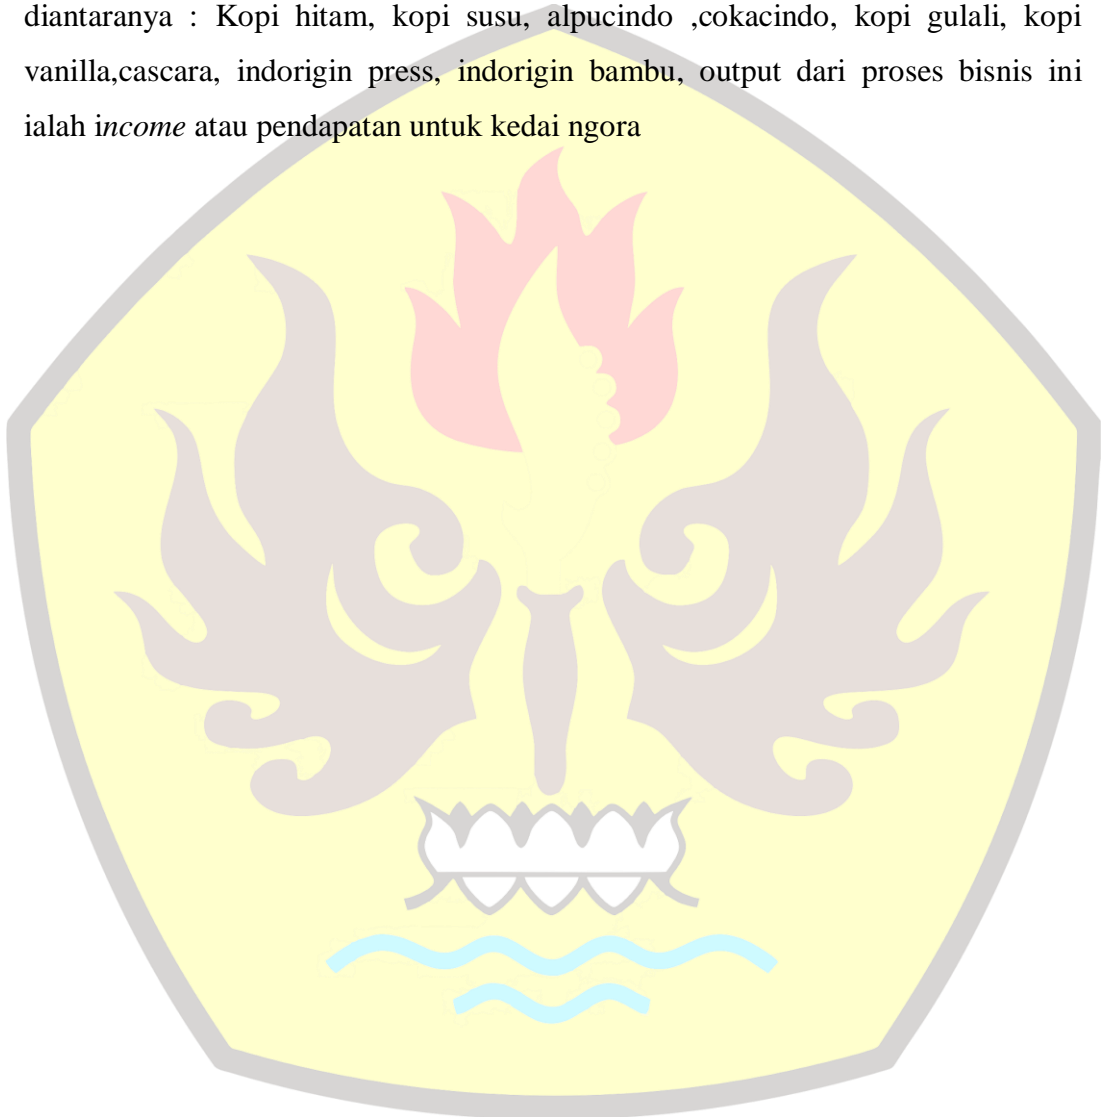 diantaranya : Kopi hitam, kopi susu, alpucindo ,cokacindo, kopi gulali, kopi
vanilla,cascara, indorigin press, indorigin bambu, output dari proses bisnis ini
ialah income atau pendapatan untuk kedai ngora